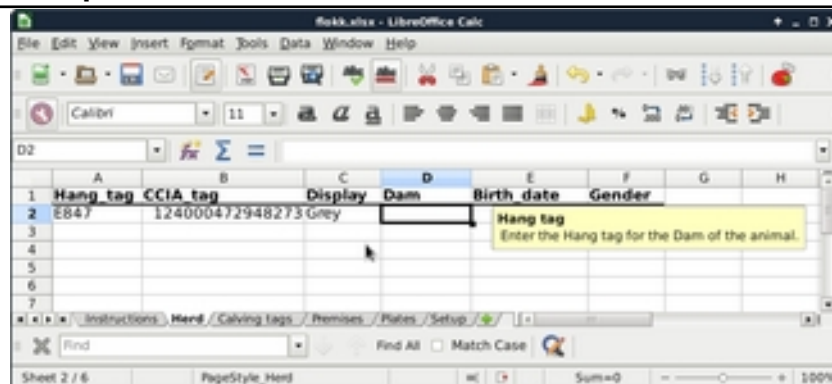 flokk.xlsx - LibreOffice Calc
File Edit View Insert Format Tools Data Window Help
Calibri 11
D2
A B C D E F G H
1 Hang_tag CCIA_tag Display Dam Birth_date Gender
2 E847 124000472948273 Grey
Hang tag
3
Enter the Hang tag for the Dam of the animal.
4
5
6
7
Instructions Herd Calving tags Premises Plates Setup
Find Find All Match Case
Sheet 2 / 6 PageStyle_Herd Sum=0 100%